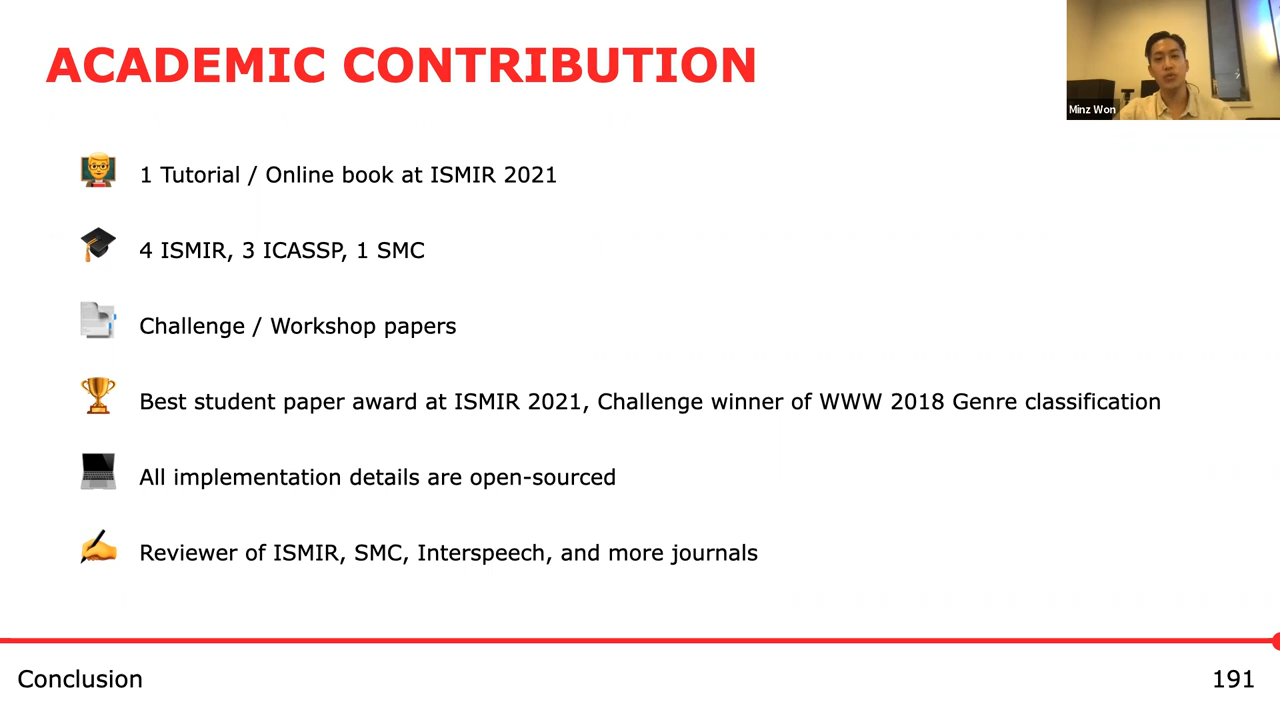 ACADEMIC CONTRIBUTION
Minz Won
1 Tutorial / Online book at ISMIR 2021
4 ISMIR, 3 ICASSP, 1 SMC
Challenge / Workshop papers
Best student paper award at ISMIR 2021, Challenge winner of WWW 2018 Genre classification
All implementation details are open-sourced
Reviewer of ISMIR, SMC, Interspeech, and more journals
Conclusion
191